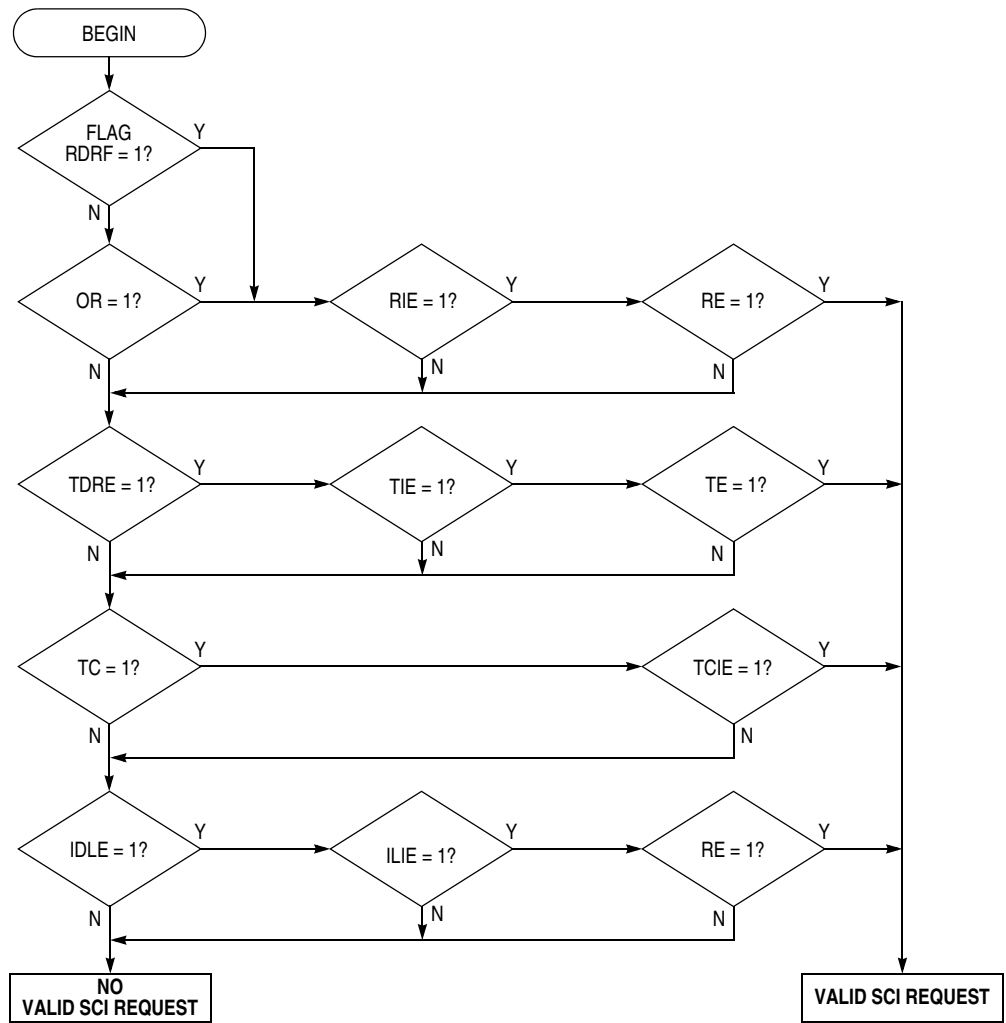 BEGIN
FLAG
RDRF = 1?
Y
N
OR = 1?
Y
RIE = 1?
Y
RE = 1?
Y
N
N
N
TDRE = 1?
Y
TIE = 1?
Y
TE = 1?
Y
N
N
N
TC = 1?
Y
TCIE = 1?
Y
N
N
IDLE = 1?
Y
ILIE = 1?
Y
RE = 1?
Y
N
N
N
NO
VALID SCI REQUEST
VALID SCI REQUEST